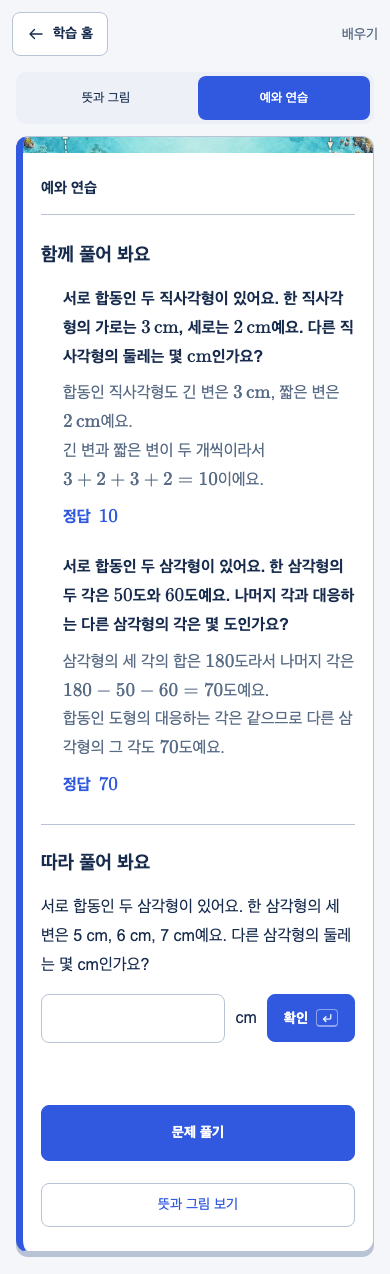 ← 학습 홈
배우기
뜻과 그림
예와 연습
예와 연습
함께 풀어 봐요
서로 합동인 두 직사각형이 있어요. 한 직사각
형의 가로는 3 cm, 세로는 2 cm예요. 다른 직
사각형의 둘레는 몇 cm인가요?
합동인 직사각형도 긴 변은 3 cm, 짧은 변은
2 cm예요.
긴 변과 짧은 변이 두 개씩이라서
3 + 2 + 3 + 2 = 10이에요.
정답 10
서로 합동인 두 삼각형이 있어요. 한 삼각형의
두 각은 50도와 60도예요. 나머지 각과 대응하
는 다른 삼각형의 각은 몇 도인가요?
삼각형의 세 각의 합은 180도라서 나머지 각은
180 − 50 − 60 = 70도예요.
합동인 도형의 대응하는 각은 같으므로 다른 삼
각형의 그 각도 70도예요.
정답 70
따라 풀어 봐요
서로 합동인 두 삼각형이 있어요. 한 삼각형의 세
변은 5 cm, 6 cm, 7 cm예요. 다른 삼각형의 둘레
는 몇 cm인가요?
cm
확인 ↵
문제 풀기
뜻과 그림 보기